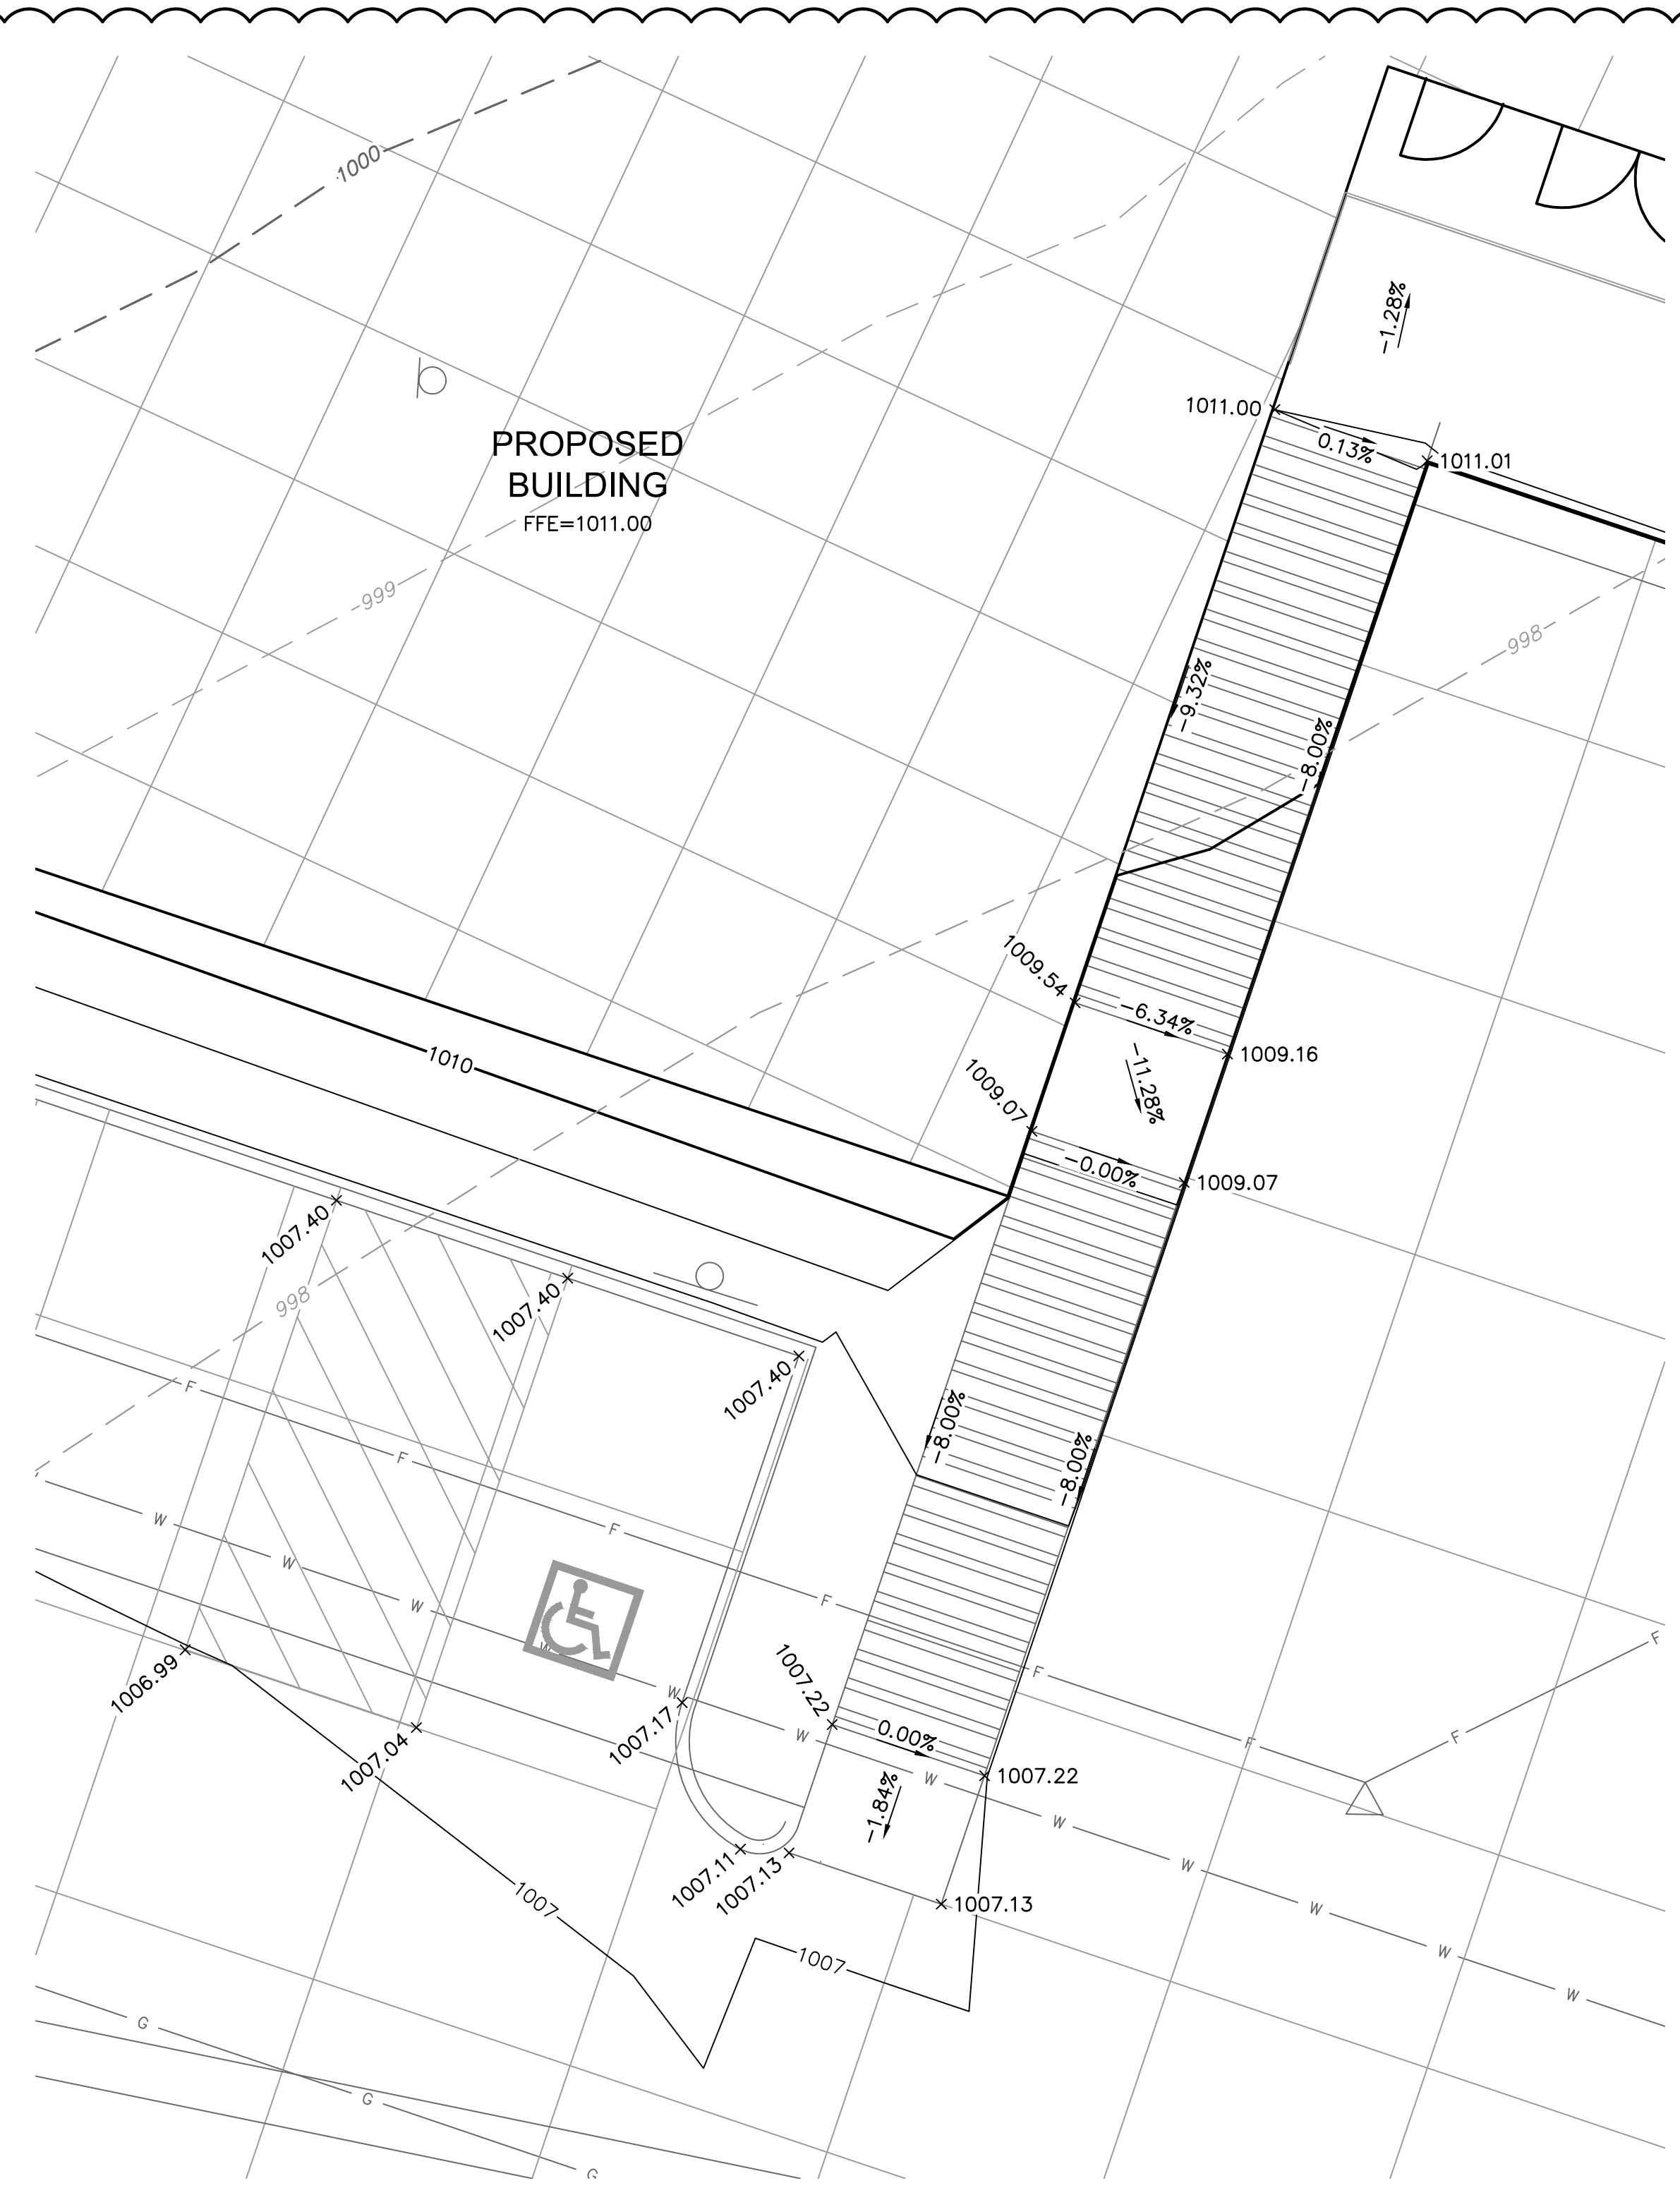 1000
-1.28%
1011.00
0.13%
1011.01
PROPOSED
BUILDING
FFE=1011.00
999
998
-9.32%
-8.00%
1009.54
-6.34%
1009.16
1010
-11.28%
1009.07
-0.00%
1009.07
1007.40
1007.40
998
1007.40
F
F
-8.00%
-8.00%
W
F
W
F
W
W
F
F
1006.99
W
1007.22
1007.17
0.00%
W
F
F
1007.04
W
1007.22
-1.84%
W
W
1007.11
1007.13
1007.13
1007
W
1007
W
W
G
G
G